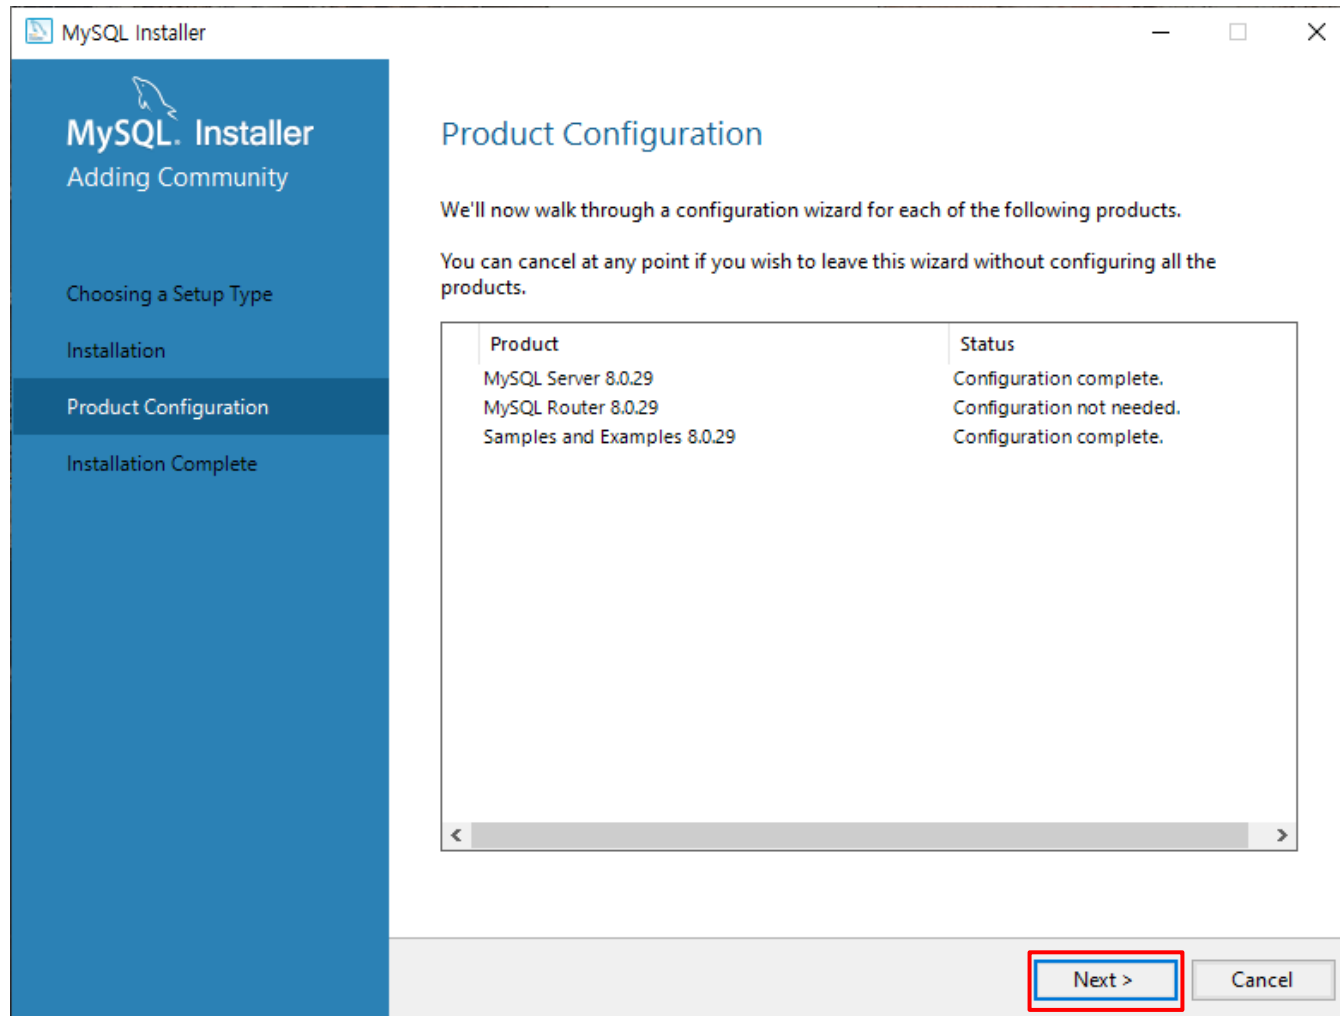 MySQL Installer
MySQL. Installer
Adding Community
Choosing a Setup Type
Installation
Product Configuration
Installation Complete
Product Configuration
We'll now walk through a configuration wizard for each of the following products.
You can cancel at any point if you wish to leave this wizard without configuring all the
products.
Product Status
MySQL Server 8.0.29 Configuration complete.
MySQL Router 8.0.29 Configuration not needed.
Samples and Examples 8.0.29 Configuration complete.
Next > Cancel